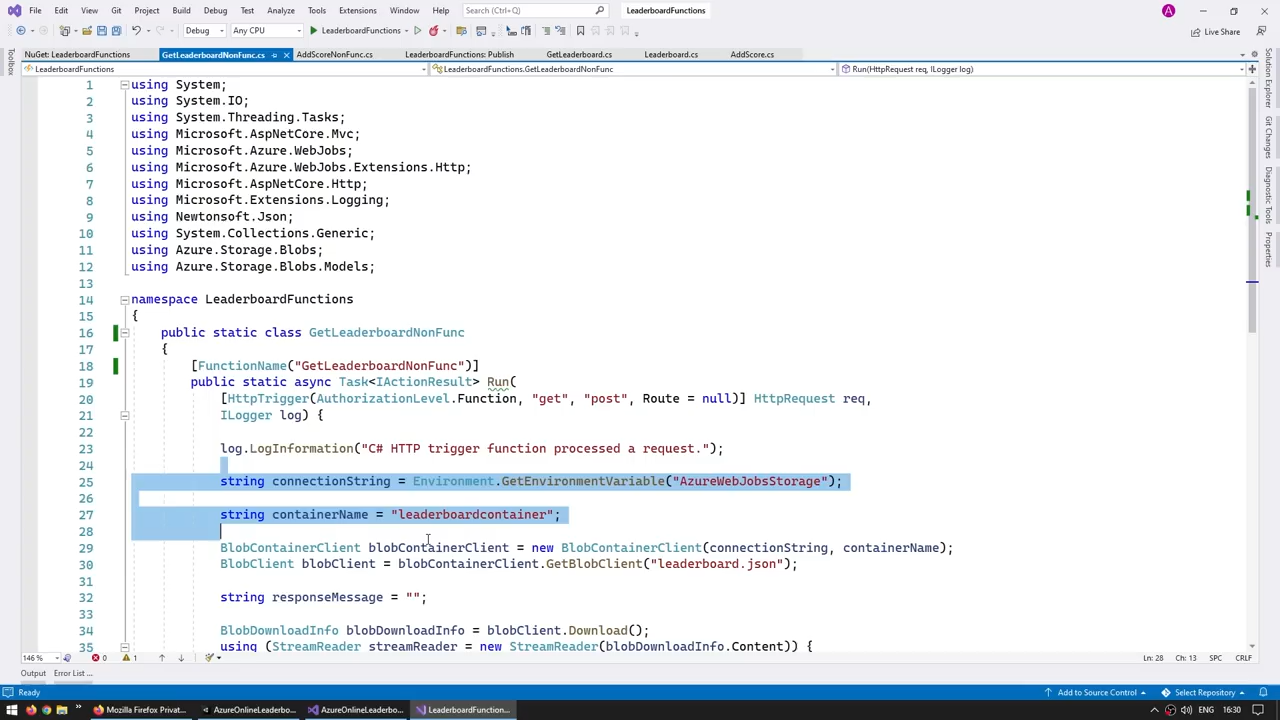 File Edit View Git Project Build Debug Test Analyze Tools Extensions Window Help Search (Ctrl+Q) LeaderboardFunctions A
Debug Any CPU LeaderboardFunctions Live Share
NuGet: LeaderboardFunctions GetLeaderboardNonFunc.cs AddScoreNonFunc.cs LeaderboardFunctions: Publish GetLeaderboard.cs Leaderboard.cs AddScore.cs
LeaderboardFunctions LeaderboardFunctions.GetLeaderboardNonFunc Run(HttpRequest req, ILogger log)
Toolbox
Solution Explorer
Git Changes
Diagnostic Tools
Properties
1 using System;
2 using System.IO;
3 using System.Threading.Tasks;
4 using Microsoft.AspNetCore.Mvc;
5 using Microsoft.Azure.WebJobs;
6 using Microsoft.Azure.WebJobs.Extensions.Http;
7 using Microsoft.AspNetCore.Http;
8 using Microsoft.Extensions.Logging;
9 using Newtonsoft.Json;
10 using System.Collections.Generic;
11 using Azure.Storage.Blobs;
12 using Azure.Storage.Blobs.Models;
13
14 namespace LeaderboardFunctions
15 {
16 public static class GetLeaderboardNonFunc
17 {
18 [FunctionName("GetLeaderboardNonFunc")]
19 public static async Task<IActionResult> Run(
20 [HttpTrigger(AuthorizationLevel.Function, "get", "post", Route = null)] HttpRequest req,
21 ILogger log) {
22
23 log.LogInformation("C# HTTP trigger function processed a request.");
24
25 string connectionString = Environment.GetEnvironmentVariable("AzureWebJobsStorage");
26
27 string containerName = "leaderboardcontainer";
28
29 BlobContainerClient blobContainerClient = new BlobContainerClient(connectionString, containerName);
30 BlobClient blobClient = blobContainerClient.GetBlobClient("leaderboard.json");
31
32 string responseMessage = "";
33
34 BlobDownloadInfo blobDownloadInfo = blobClient.Download();
35 using (StreamReader streamReader = new StreamReader(blobDownloadInfo.Content)) {
146 % 0 1 Ln: 28 Ch: 13 SPC CRLF
Output Error List ...
Ready Add to Source Control Select Repository
Mozilla Firefox Privat... AzureOnlineLeaderbo... AzureOnlineLeaderbo... LeaderboardFunction... ENG 16:30